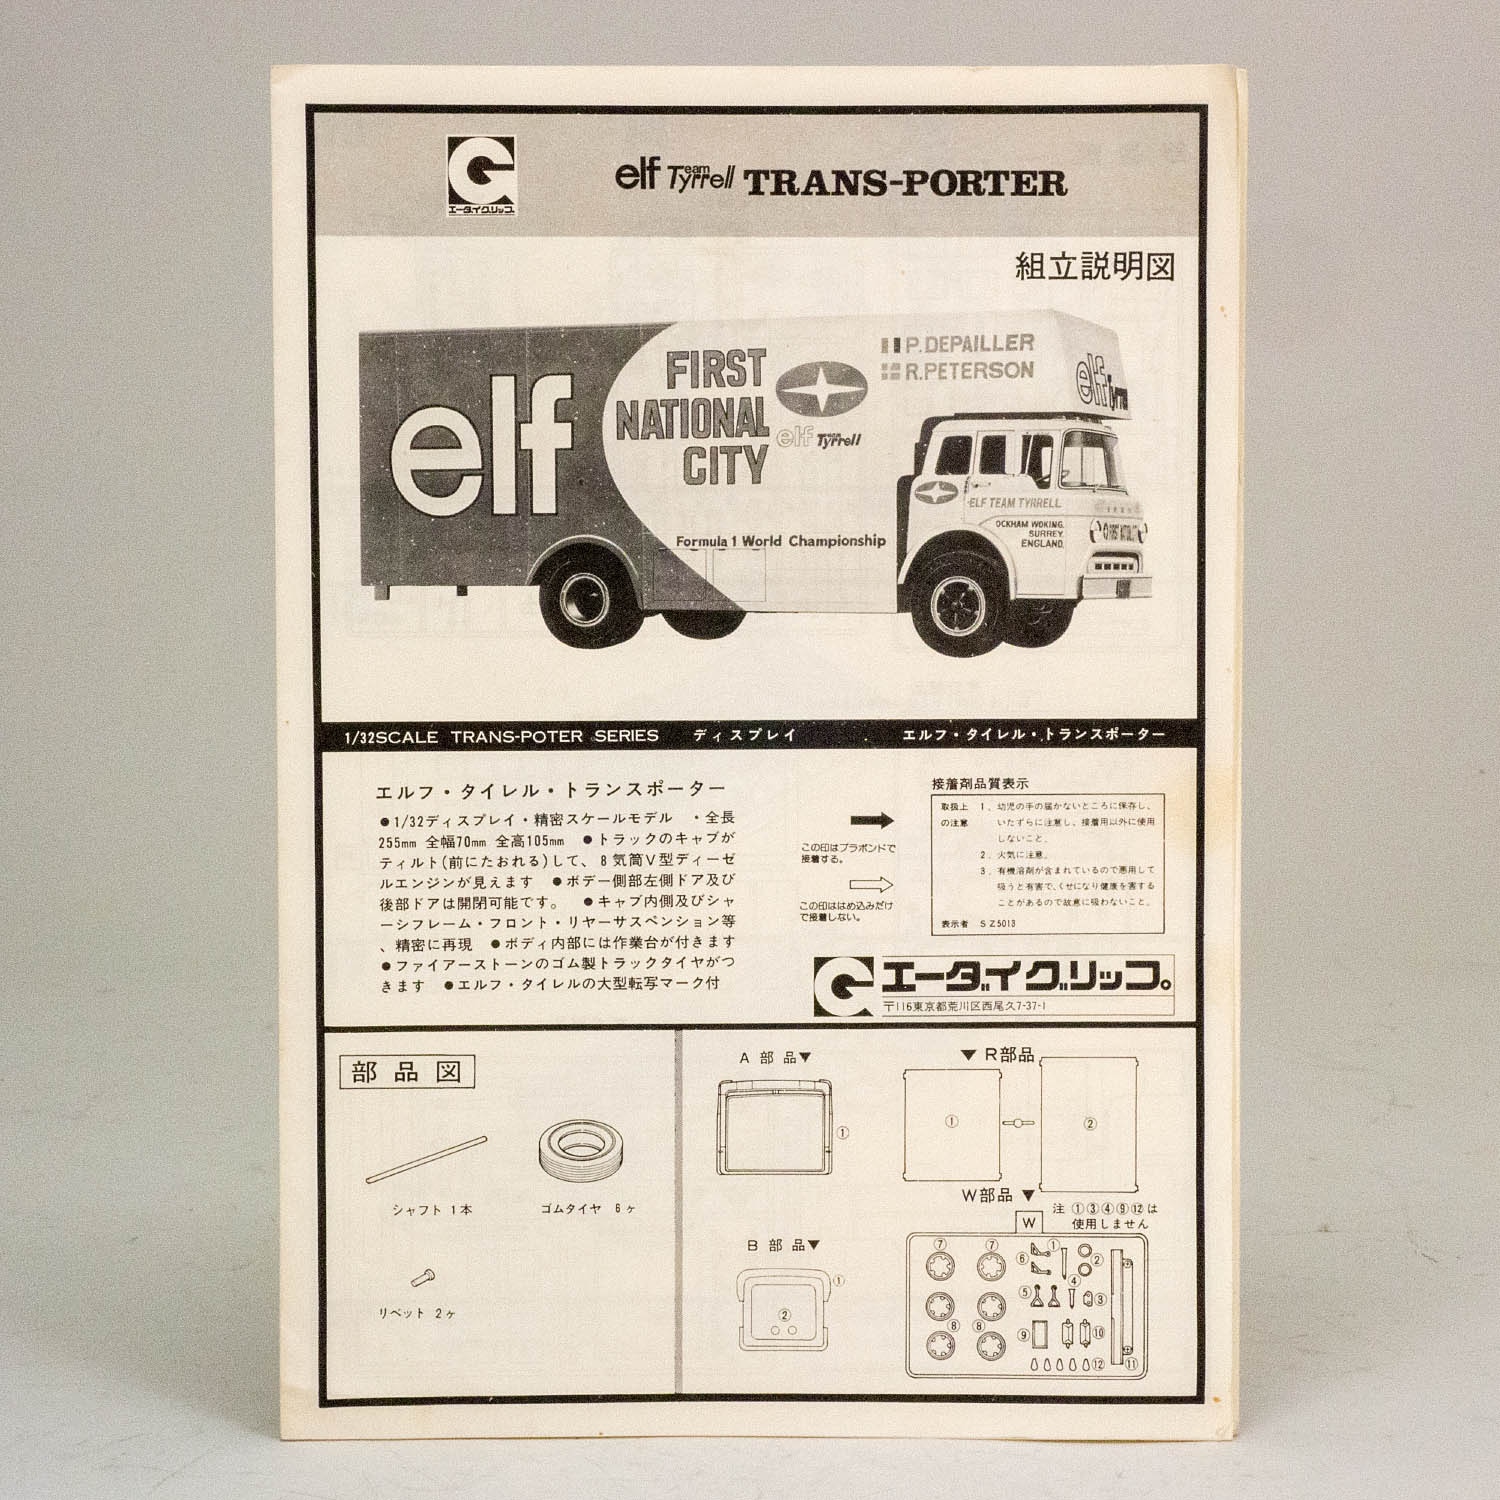 エーダイグリップ
elf Team Tyrrell TRANS-PORTER
組立説明図
elf
FIRST
NATIONAL
CITY
elf Team Tyrrell
P.DEPAILLER
R.PETERSON
elf Tyrrell
ELF TEAM TYRRELL
OCKHAM WOKING.
SURREY.
ENGLAND.
Formula 1 World Championship
1/32SCALE TRANS-POTER SERIES ディスプレイ エルフ・タイレル・トランスポーター
エルフ・タイレル・トランスポーター
●1/32ディスプレイ・精密スケールモデル ・全長
255mm 全幅70mm 全高105mm ●トラックのキャブが
ティルト(前にたおれる)して、8気筒V型ディーゼ
ルエンジンが見えます ●ボデー側部左側ドア及び
後部ドアは開閉可能です。 ●キャブ内側及びシャ
ーシフレーム・フロント・リヤーサスペンション等
、精密に再現 ●ボディ内部には作業台が付きます
●ファイアーストーンのゴム製トラックタイヤがつ
きます ●エルフ・タイレルの大型転写マーク付
この印はプラボンドで
接着する。
この印ははめ込みだけ
で接着しない。
接着剤品質表示
取扱上の注意
1、幼児の手の届かないところに保存し、
いたずらに注意し、接着用以外に使用
しないこと。
2、火気に注意。
3、有機溶剤が含まれているので悪用して
吸うと有害で、くせになり健康を害する
ことがあるので故意に吸わないこと。
表示者 SZ5013
エーダイグリップ。
〒116東京都荒川区西尾久7-37-1
部品図
シャフト 1本
ゴムタイヤ 6ヶ
リベット 2ヶ
A 部品▼
①
B 部品▼
①
②
▼ R部品
①
②
W部品 ▼
注 ①③④⑨⑫は
使用しません
W
⑦ ⑦ ⑥ ① ②
⑤ ④ ③
⑧ ⑧ ⑨ ⑩
⑫ ⑪